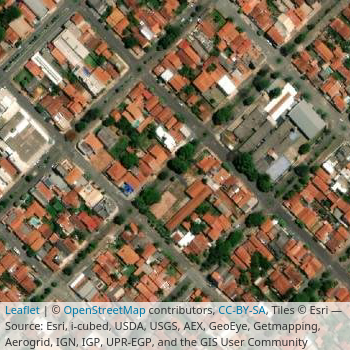 Leaflet | © OpenStreetMap contributors, CC-BY-SA, Tiles © Esri —
Source: Esri, i-cubed, USDA, USGS, AEX, GeoEye, Getmapping,
Aerogrid, IGN, IGP, UPR-EGP, and the GIS User Community